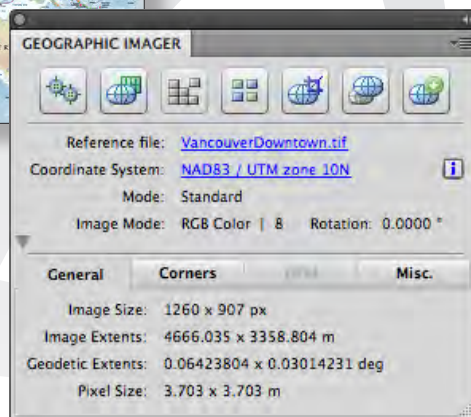 GEOGRAPHIC IMAGER
Reference file: VancouverDowntown.tif
Coordinate System: NAD83 / UTM zone 10N
i
Mode: Standard
Image Mode: RGB Color | 8 Rotation: 0.0000 °
General Corners Misc.
Image Size: 1260 x 907 px
Image Extents: 4666.035 x 3358.804 m
Geodetic Extents: 0.06423804 x 0.03014231 deg
Pixel Size: 3.703 x 3.703 m